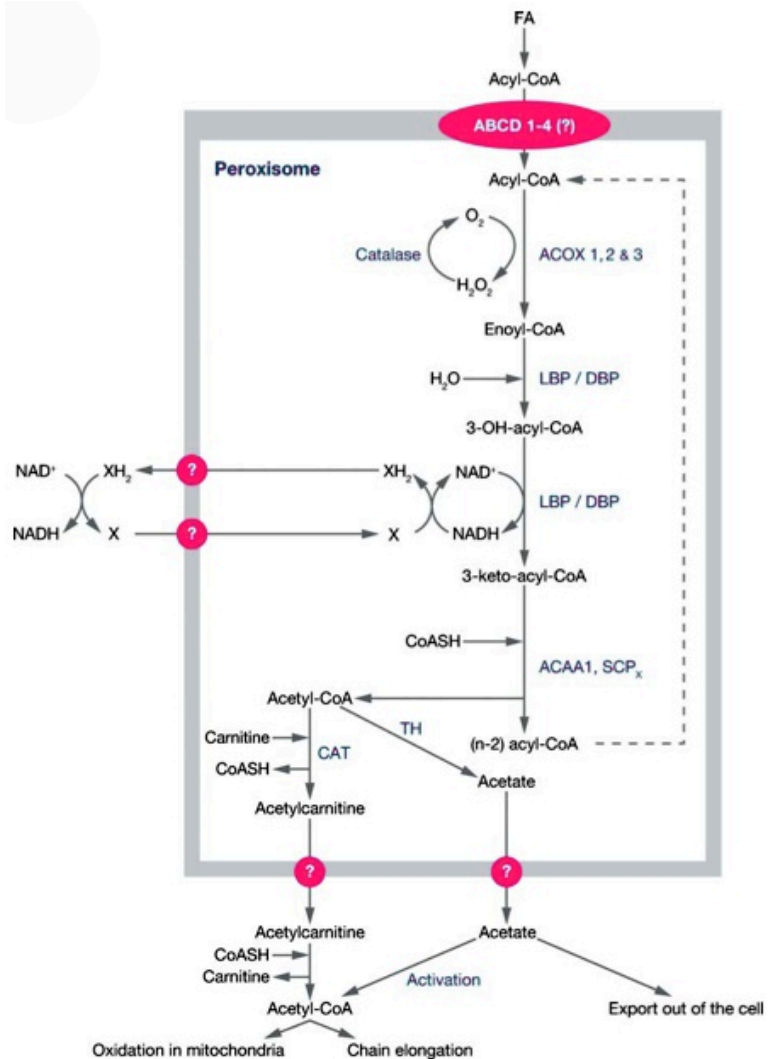 FA
Acyl-CoA
ABCD 1-4 (?)
Peroxisome
Acyl-CoA
O₂
Catalase
ACOX 1, 2 & 3
H₂O₂
Enoyl-CoA
H₂O
LBP / DBP
3-OH-acyl-CoA
NAD⁺ XH₂ ? XH₂ NAD⁺
LBP / DBP
NADH X ? X NADH
3-keto-acyl-CoA
CoASH
ACAA1, SCPₓ
Acetyl-CoA
TH
Carnitine
(n-2) acyl-CoA
CAT
CoASH
Acetate
Acetylcarnitine
? ?
Acetylcarnitine Acetate
CoASH
Carnitine
Activation
Acetyl-CoA
Export out of the cell
Oxidation in mitochondria Chain elongation